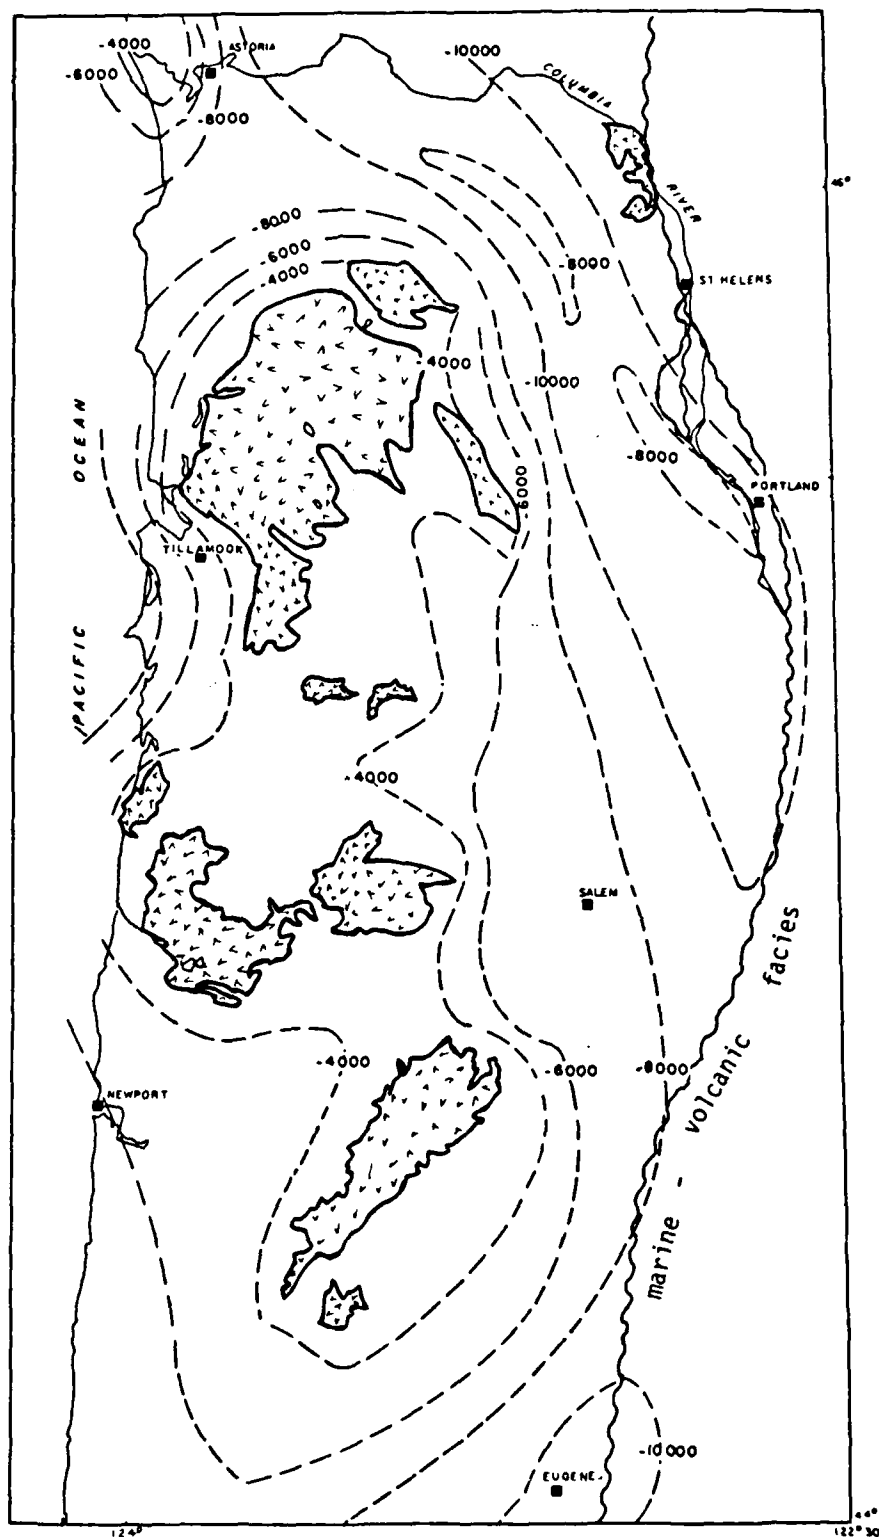 -4000
ASTORIA
-6000
-10000
COLUMBIA
-8000
46°
RIVER
-8000
-6000
-4000
-8000
ST HELENS
-4000
-10000
OCEAN
-8000
-6000
PORTLAND
TILLAMOOK
PACIFIC
-4000
SALEM
marine - volcanic facies
-4000
-6000
-8000
NEWPORT
-10000
EUGENE
44°
124°
122° 30